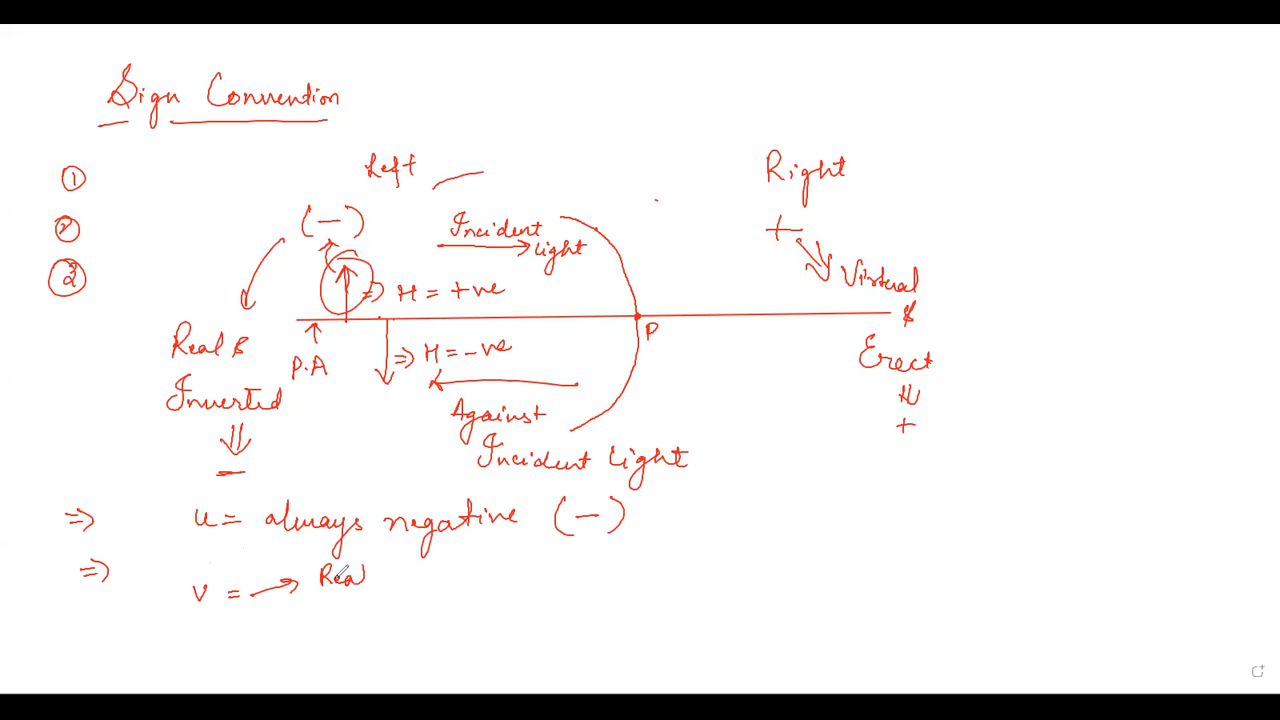 Sign Convention
①
②
③
Left
Right
(—)
+
Incident
Light
Virtual
&
Erect
+
⇒ H = +ve
P
⇒ H = -ve
P.A
Real &
Inverted
⇓
—
Against
Incident Light
⇒ u = always negative (—)
⇒ v = → Real